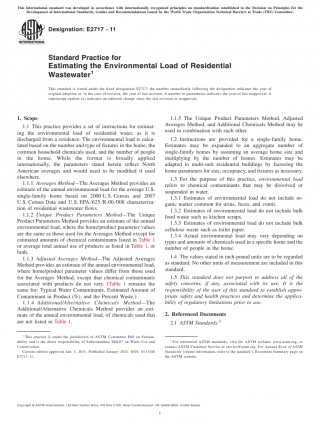 This international standard was developed in accordance with internationally recognized principles on standardization established in the Decision on Principles for the
Development of International Standards, Guides and Recommendations issued by the World Trade Organization Technical Barriers to Trade (TBT) Committee.
Designation: E2717 - 11
Standard Practice for
Estimating the Environmental Load of Residential
Wastewater1
This standard is issued under the fixed designation E2717; the number immediately following the designation indicates the year of
original adoption or, in the case of revision, the year of last revision. A number in parentheses indicates the year of last reapproval. A
superscript epsilon (ε) indicates an editorial change since the last revision or reapproval.
1. Scope
1.1 This practice provides a set of instructions for estimat-
ing the environmental load of residential water, as it is
discharged from a residence. The environmental load is calcu-
lated based on the number and type of fixtures in the home, the
common household chemicals used, and the number of people
in the home. While the format is broadly applied
internationally, the parameters stated herein reflect North
American averages and would need to be modified if used
elsewhere.
1.1.1 Averages Method—The Averages Method provides an
estimate of the annual environmental load for the average U.S.
single-family home based on 2000 U.S. Census and 2007
U.S. Census Data and U.S. EPA/625/R-00/008 characteriza-
tion of residential wastewater flows,
1.1.2 Unique Product Parameters Method—The Unique
Product Parameters Method provides an estimate of the annual
environmental load, where the home/product parameter values
are the same as those used for the Averages Method except for
estimated amounts of chemical contaminants listed in Table 1
or average total annual use of products as listed in Table 1, or
both.
1.1.3 Adjusted Averages Method—The Adjusted Averages
Method provides an estimate of the annual environmental load,
where home/product parameter values differ from those used
for the Averages Method, except that chemical contaminants
associated with products do not vary. (Table 1 remains the
same for: Typical Water Contaminants, Estimated Amount of
Contaminant in Product (%), and the Percent Waste.)
1.1.4 Additional/Alternative Chemicals Method—The
Additional/Alternative Chemicals Method provides an esti-
mate of the annual environmental load, of chemicals used that
are not listed in Table 1.
1 This practice is under the jurisdiction of ASTM Committee E60 on Sustain-
ability and is the direct responsibility of Subcommittee E60.07 on Water Use and
Conservation.
Current edition approved Jan. 1, 2011. Published January 2011. DOI: 10.1520/
E2717-11.
1.1.5 The Unique Product Parameters Method, Adjusted
Averages Method, and Additional Chemicals Method may be
used in combination with each other.
1.2 Instructions are provided for a single-family home.
Estimates may be expanded to an aggregate number of
single-family homes by assuming an average home size and
multiplying by the number of homes. Estimates may be
adapted to multi-unit residential buildings by factoring the
home parameters for size, occupancy, and fixtures as necessary.
1.3 For the purpose of this practice, environmental load
refers to chemical contaminants that may be dissolved or
suspended in water.
1.3.1 Estimates of environmental load do not include or-
ganic matter common for urine, feces, and vomit.
1.3.2 Estimates of environmental load do not include bulk
food waste such as kitchen scraps.
1.3.3 Estimates of environmental load do not include bulk
cellulose waste such as toilet paper.
1.3.4 Annual environmental load may vary depending on
types and amounts of chemicals used in a specific home and the
number of people in the home.
1.4 The values stated in inch-pound units are to be regarded
as standard. No other units of measurement are included in this
standard.
1.5 This standard does not purport to address all of the
safety concerns, if any, associated with its use. It is the
responsibility of the user of this standard to establish appro-
priate safety and health practices and determine the applica-
bility of regulatory limitations prior to use.
2. Referenced Documents
2.1 ASTM Standards:2
2 For referenced ASTM standards, visit the ASTM website, www.astm.org, or
contact ASTM Customer Service at service@astm.org. For Annual Book of ASTM
Standards volume information, refer to the standard's Document Summary page on
the ASTM website.
Copyright © ASTM International, 100 Barr Harbor Drive, PO Box C700, West Conshohocken, PA 19428-2959. United States
1